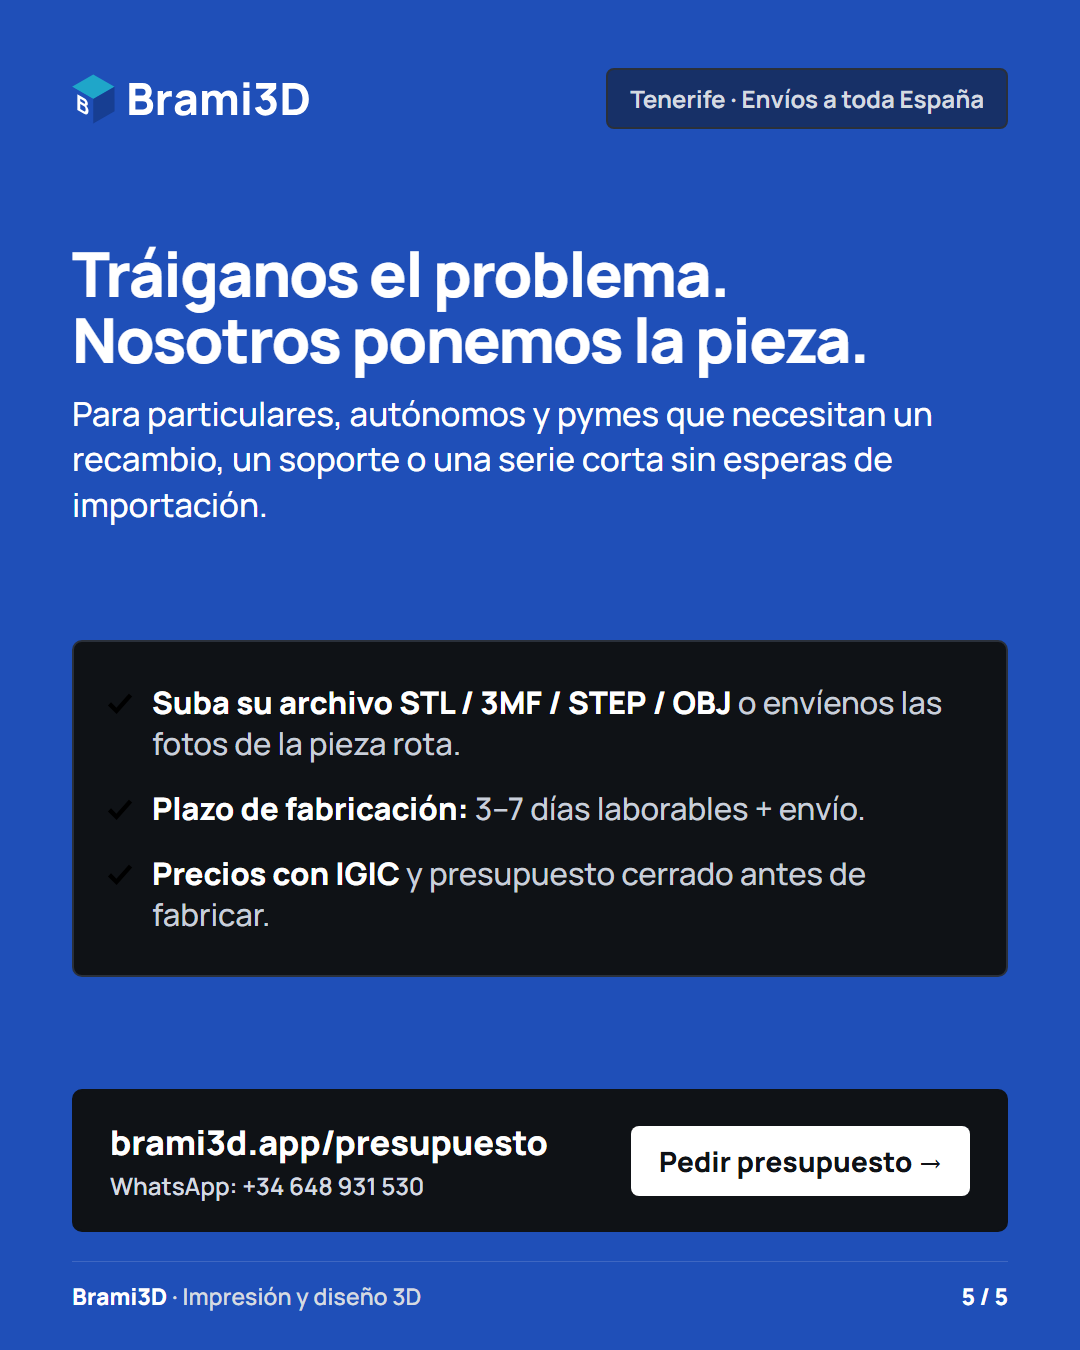 B Brami3D
Tenerife · Envíos a toda España
Tráiganos el problema.
Nosotros ponemos la pieza.
Para particulares, autónomos y pymes que necesitan un
recambio, un soporte o una serie corta sin esperas de
importación.
Suba su archivo STL / 3MF / STEP / OBJ o envíenos las
fotos de la pieza rota.
Plazo de fabricación: 3–7 días laborables + envío.
Precios con IGIC y presupuesto cerrado antes de
fabricar.
brami3d.app/presupuesto
WhatsApp: +34 648 931 530
Pedir presupuesto →
Brami3D · Impresión y diseño 3D
5 / 5